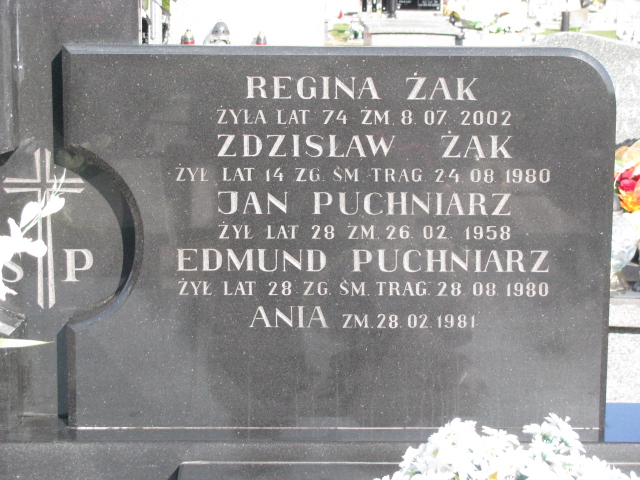 REGINA ŻAK
ŻYŁA LAT 74 ZM. 8. 07. 2002
ZDZISŁAW ŻĄK
ŻYŁ LAT 14 ZG. ŚM. TRAG. 24. 08. 1980
JAN PUCHNIARZ
ŻYŁ LAT 28 ZM. 26. 02. 1958
EDMUND PUCHNIARZ
ŻYŁ LAT 28. ZG. ŚM. TRAG. 28. 08. 1980
ANIA ZM. 28. 02. 1981
S P